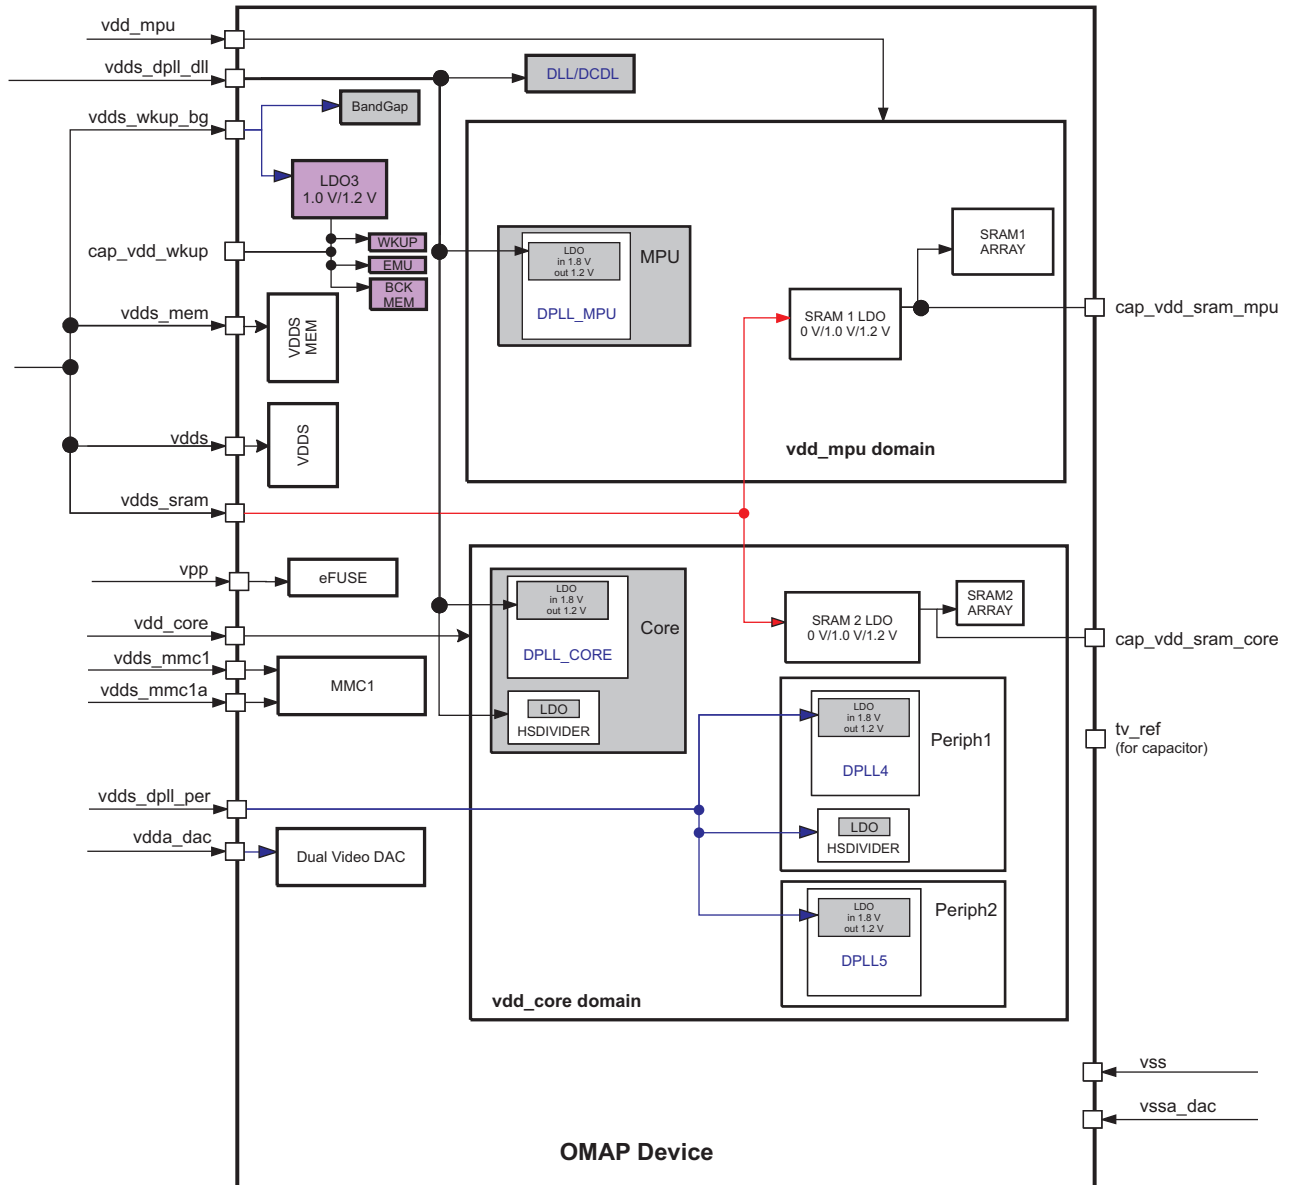 vdd_mpu
vdds_dpll_dll
DLL/DCDL
BandGap
vdds_wkup_bg
LDO3
1.0 V/1.2 V
cap_vdd_wkup
WKUP
EMU
BCK
MEM
LDO
in 1.8 V
out 1.2 V
DPLL_MPU
MPU
SRAM1
ARRAY
SRAM 1 LDO
0 V/1.0 V/1.2 V
cap_vdd_sram_mpu
vdds_mem
VDDS
MEM
vdds
VDDS
vdd_mpu domain
vdds_sram
vpp
eFUSE
LDO
in 1.8 V
out 1.2 V
DPLL_CORE
Core
LDO
HSDIVIDER
SRAM 2 LDO
0 V/1.0 V/1.2 V
SRAM2
ARRAY
cap_vdd_sram_core
vdd_core
vdds_mmc1
vdds_mmc1a
MMC1
tv_ref
(for capacitor)
LDO
in 1.8 V
out 1.2 V
DPLL4
Periph1
LDO
HSDIVIDER
vdds_dpll_per
vdda_dac
Dual Video DAC
LDO
in 1.8 V
out 1.2 V
DPLL5
Periph2
vdd_core domain
vss
vssa_dac
OMAP Device